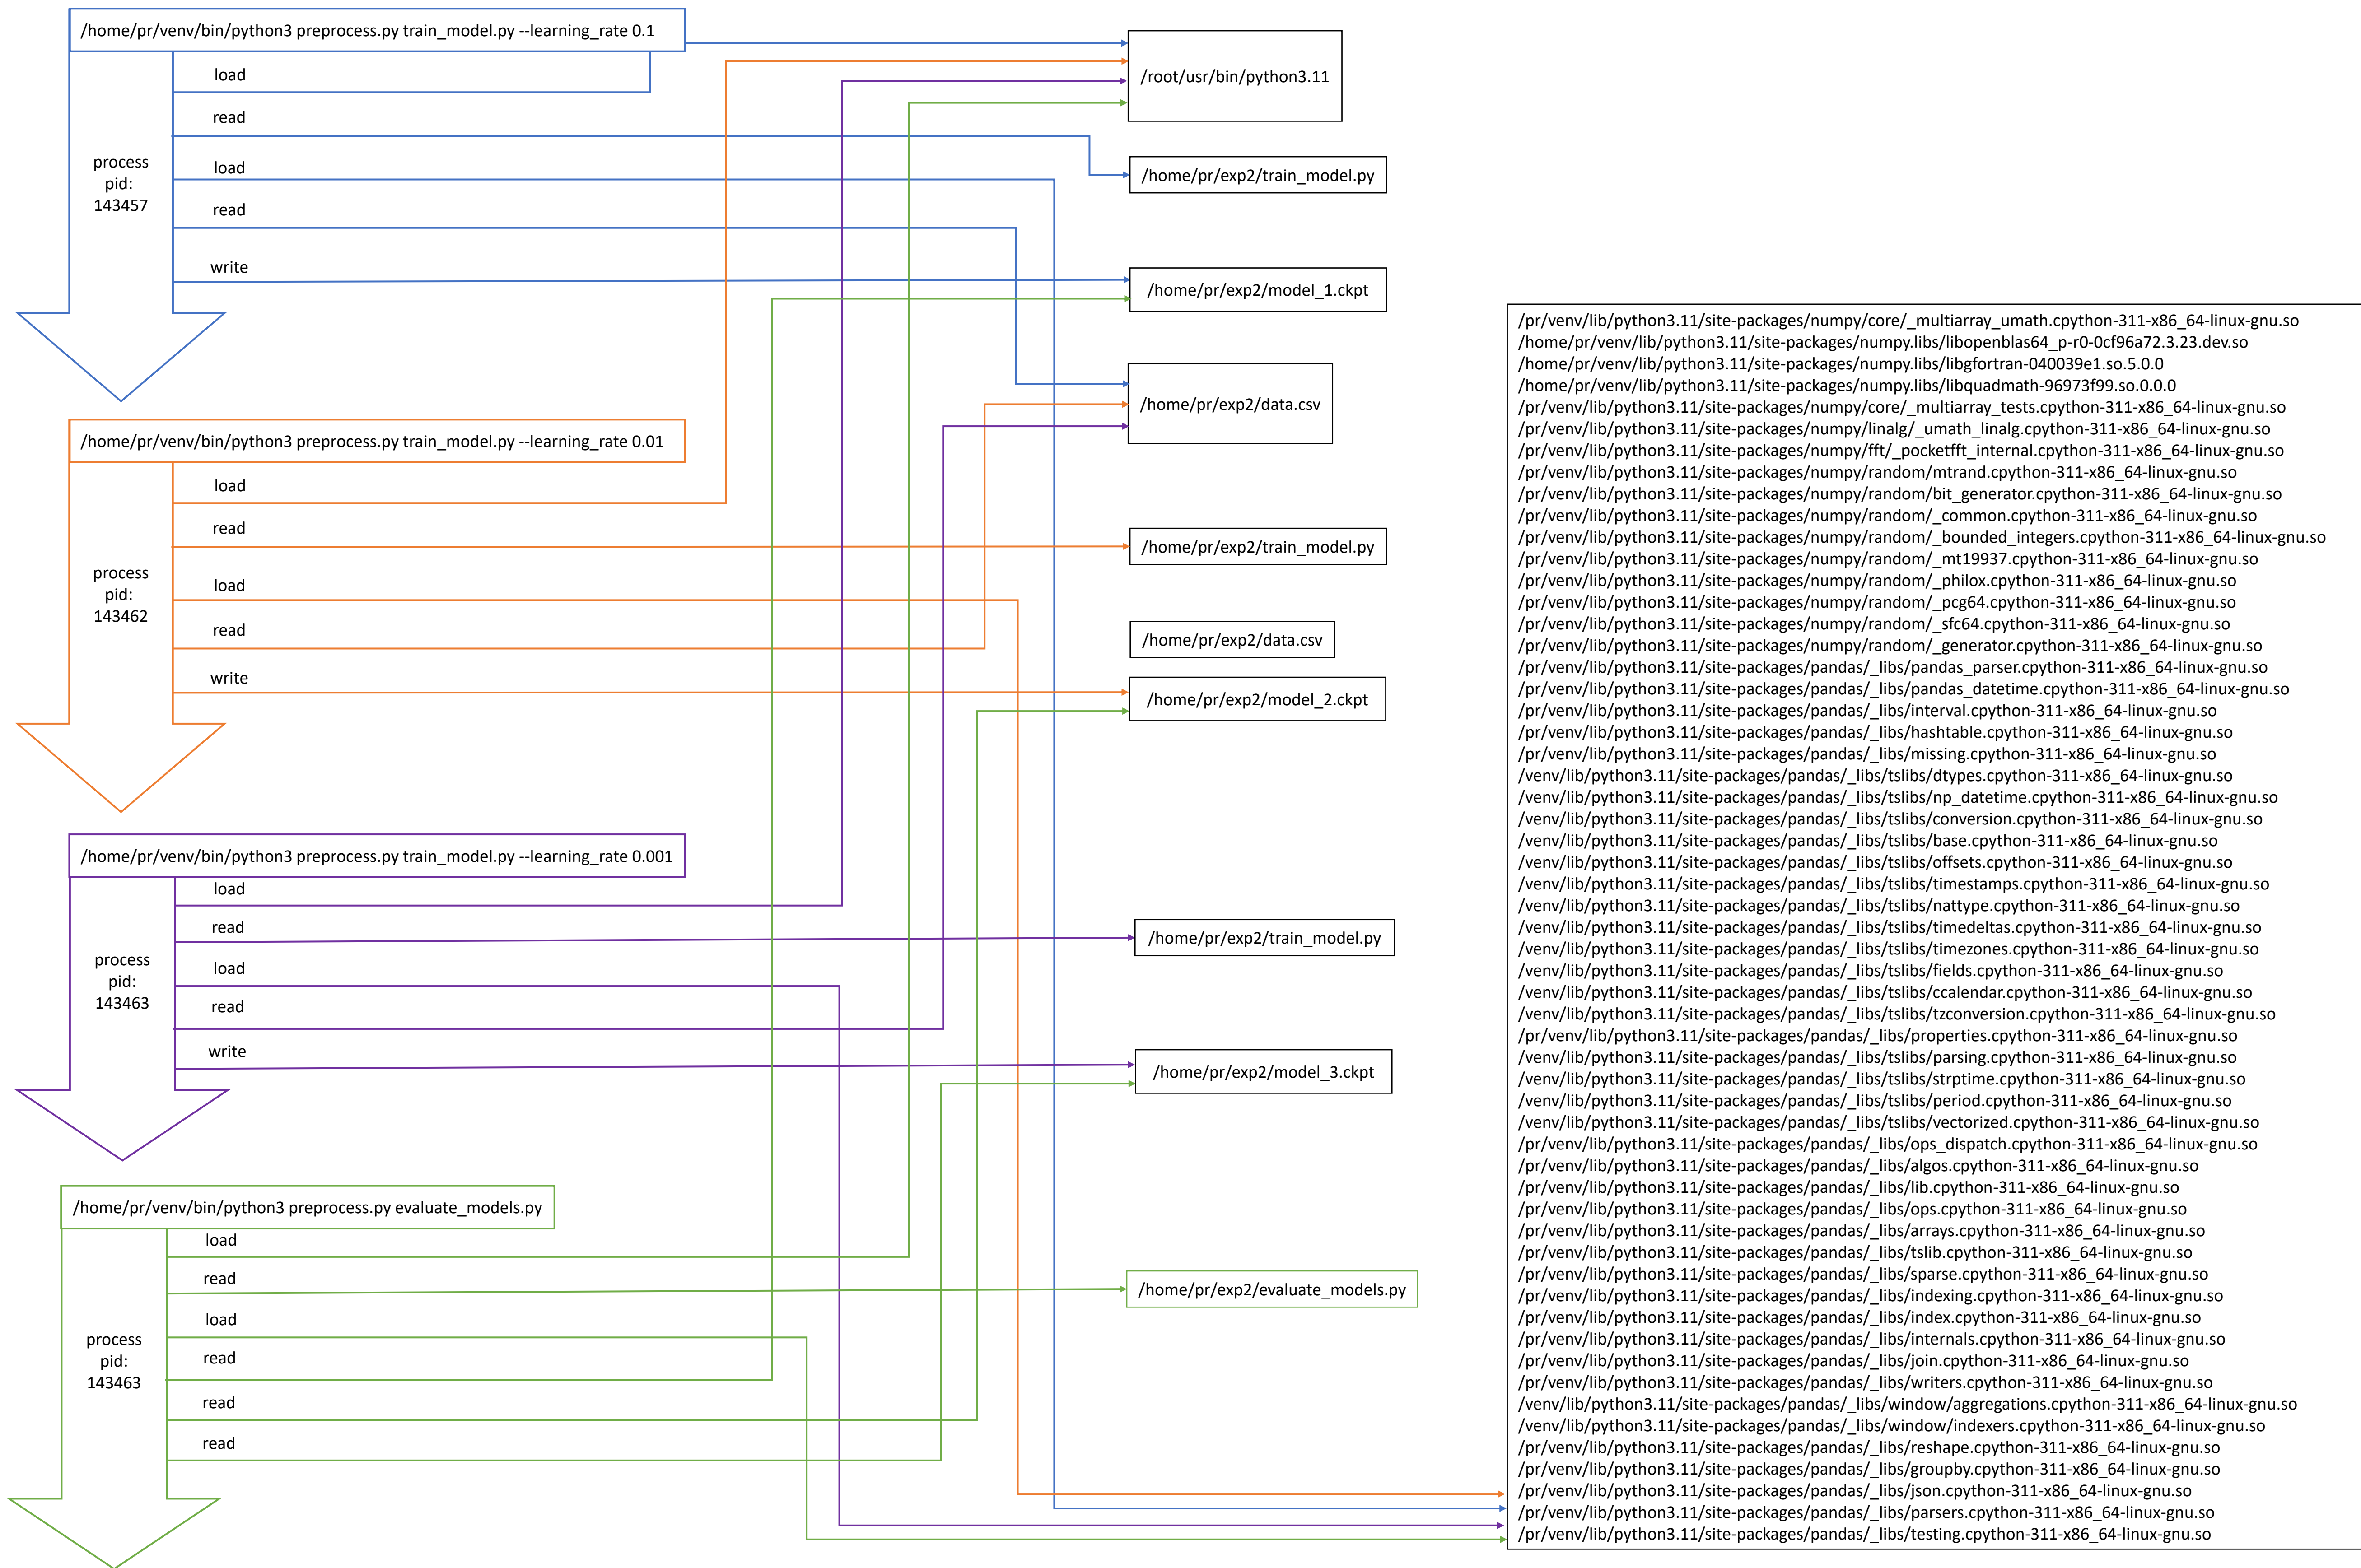 /home/pr/venv/bin/python3 preprocess.py train_model.py --learning_rate 0.1
load
read
load
read
write
process
pid:
143457
/home/pr/venv/bin/python3 preprocess.py train_model.py --learning_rate 0.01
load
read
load
read
write
process
pid:
143462
/home/pr/venv/bin/python3 preprocess.py train_model.py --learning_rate 0.001
load
read
load
read
write
process
pid:
143463
/home/pr/venv/bin/python3 preprocess.py evaluate_models.py
load
read
load
read
read
read
process
pid:
143463
/root/usr/bin/python3.11
/home/pr/exp2/train_model.py
/home/pr/exp2/model_1.ckpt
/home/pr/exp2/data.csv
/home/pr/exp2/train_model.py
/home/pr/exp2/data.csv
/home/pr/exp2/model_2.ckpt
/home/pr/exp2/train_model.py
/home/pr/exp2/model_3.ckpt
/home/pr/exp2/evaluate_models.py
/pr/venv/lib/python3.11/site-packages/numpy/core/_multiarray_umath.cpython-311-x86_64-linux-gnu.so
/home/pr/venv/lib/python3.11/site-packages/numpy.libs/libopenblas64_p-r0-0cf96a72.3.23.dev.so
/home/pr/venv/lib/python3.11/site-packages/numpy.libs/libgfortran-040039e1.so.5.0.0
/home/pr/venv/lib/python3.11/site-packages/numpy.libs/libquadmath-96973f99.so.0.0.0
/pr/venv/lib/python3.11/site-packages/numpy/core/_multiarray_tests.cpython-311-x86_64-linux-gnu.so
/pr/venv/lib/python3.11/site-packages/numpy/linalg/_umath_linalg.cpython-311-x86_64-linux-gnu.so
/pr/venv/lib/python3.11/site-packages/numpy/fft/_pocketfft_internal.cpython-311-x86_64-linux-gnu.so
/pr/venv/lib/python3.11/site-packages/numpy/random/mtrand.cpython-311-x86_64-linux-gnu.so
/pr/venv/lib/python3.11/site-packages/numpy/random/bit_generator.cpython-311-x86_64-linux-gnu.so
/pr/venv/lib/python3.11/site-packages/numpy/random/_common.cpython-311-x86_64-linux-gnu.so
/pr/venv/lib/python3.11/site-packages/numpy/random/_bounded_integers.cpython-311-x86_64-linux-gnu.so
/pr/venv/lib/python3.11/site-packages/numpy/random/_mt19937.cpython-311-x86_64-linux-gnu.so
/pr/venv/lib/python3.11/site-packages/numpy/random/_philox.cpython-311-x86_64-linux-gnu.so
/pr/venv/lib/python3.11/site-packages/numpy/random/_pcg64.cpython-311-x86_64-linux-gnu.so
/pr/venv/lib/python3.11/site-packages/numpy/random/_sfc64.cpython-311-x86_64-linux-gnu.so
/pr/venv/lib/python3.11/site-packages/numpy/random/_generator.cpython-311-x86_64-linux-gnu.so
/pr/venv/lib/python3.11/site-packages/pandas/_libs/pandas_parser.cpython-311-x86_64-linux-gnu.so
/pr/venv/lib/python3.11/site-packages/pandas/_libs/pandas_datetime.cpython-311-x86_64-linux-gnu.so
/pr/venv/lib/python3.11/site-packages/pandas/_libs/interval.cpython-311-x86_64-linux-gnu.so
/pr/venv/lib/python3.11/site-packages/pandas/_libs/hashtable.cpython-311-x86_64-linux-gnu.so
/pr/venv/lib/python3.11/site-packages/pandas/_libs/missing.cpython-311-x86_64-linux-gnu.so
/venv/lib/python3.11/site-packages/pandas/_libs/tslibs/dtypes.cpython-311-x86_64-linux-gnu.so
/venv/lib/python3.11/site-packages/pandas/_libs/tslibs/np_datetime.cpython-311-x86_64-linux-gnu.so
/venv/lib/python3.11/site-packages/pandas/_libs/tslibs/conversion.cpython-311-x86_64-linux-gnu.so
/venv/lib/python3.11/site-packages/pandas/_libs/tslibs/base.cpython-311-x86_64-linux-gnu.so
/venv/lib/python3.11/site-packages/pandas/_libs/tslibs/offsets.cpython-311-x86_64-linux-gnu.so
/venv/lib/python3.11/site-packages/pandas/_libs/tslibs/timestamps.cpython-311-x86_64-linux-gnu.so
/venv/lib/python3.11/site-packages/pandas/_libs/tslibs/nattype.cpython-311-x86_64-linux-gnu.so
/venv/lib/python3.11/site-packages/pandas/_libs/tslibs/timedeltas.cpython-311-x86_64-linux-gnu.so
/venv/lib/python3.11/site-packages/pandas/_libs/tslibs/timezones.cpython-311-x86_64-linux-gnu.so
/venv/lib/python3.11/site-packages/pandas/_libs/tslibs/fields.cpython-311-x86_64-linux-gnu.so
/venv/lib/python3.11/site-packages/pandas/_libs/tslibs/ccalendar.cpython-311-x86_64-linux-gnu.so
/venv/lib/python3.11/site-packages/pandas/_libs/tslibs/tzconversion.cpython-311-x86_64-linux-gnu.so
/pr/venv/lib/python3.11/site-packages/pandas/_libs/properties.cpython-311-x86_64-linux-gnu.so
/venv/lib/python3.11/site-packages/pandas/_libs/tslibs/parsing.cpython-311-x86_64-linux-gnu.so
/venv/lib/python3.11/site-packages/pandas/_libs/tslibs/strptime.cpython-311-x86_64-linux-gnu.so
/venv/lib/python3.11/site-packages/pandas/_libs/tslibs/period.cpython-311-x86_64-linux-gnu.so
/venv/lib/python3.11/site-packages/pandas/_libs/tslibs/vectorized.cpython-311-x86_64-linux-gnu.so
/pr/venv/lib/python3.11/site-packages/pandas/_libs/ops_dispatch.cpython-311-x86_64-linux-gnu.so
/pr/venv/lib/python3.11/site-packages/pandas/_libs/algos.cpython-311-x86_64-linux-gnu.so
/pr/venv/lib/python3.11/site-packages/pandas/_libs/lib.cpython-311-x86_64-linux-gnu.so
/pr/venv/lib/python3.11/site-packages/pandas/_libs/ops.cpython-311-x86_64-linux-gnu.so
/pr/venv/lib/python3.11/site-packages/pandas/_libs/arrays.cpython-311-x86_64-linux-gnu.so
/pr/venv/lib/python3.11/site-packages/pandas/_libs/tslib.cpython-311-x86_64-linux-gnu.so
/pr/venv/lib/python3.11/site-packages/pandas/_libs/sparse.cpython-311-x86_64-linux-gnu.so
/pr/venv/lib/python3.11/site-packages/pandas/_libs/indexing.cpython-311-x86_64-linux-gnu.so
/pr/venv/lib/python3.11/site-packages/pandas/_libs/index.cpython-311-x86_64-linux-gnu.so
/pr/venv/lib/python3.11/site-packages/pandas/_libs/internals.cpython-311-x86_64-linux-gnu.so
/pr/venv/lib/python3.11/site-packages/pandas/_libs/join.cpython-311-x86_64-linux-gnu.so
/pr/venv/lib/python3.11/site-packages/pandas/_libs/writers.cpython-311-x86_64-linux-gnu.so
/venv/lib/python3.11/site-packages/pandas/_libs/window/aggregations.cpython-311-x86_64-linux-gnu.so
/venv/lib/python3.11/site-packages/pandas/_libs/window/indexers.cpython-311-x86_64-linux-gnu.so
/pr/venv/lib/python3.11/site-packages/pandas/_libs/reshape.cpython-311-x86_64-linux-gnu.so
/pr/venv/lib/python3.11/site-packages/pandas/_libs/groupby.cpython-311-x86_64-linux-gnu.so
/pr/venv/lib/python3.11/site-packages/pandas/_libs/json.cpython-311-x86_64-linux-gnu.so
/pr/venv/lib/python3.11/site-packages/pandas/_libs/parsers.cpython-311-x86_64-linux-gnu.so
/pr/venv/lib/python3.11/site-packages/pandas/_libs/testing.cpython-311-x86_64-linux-gnu.so